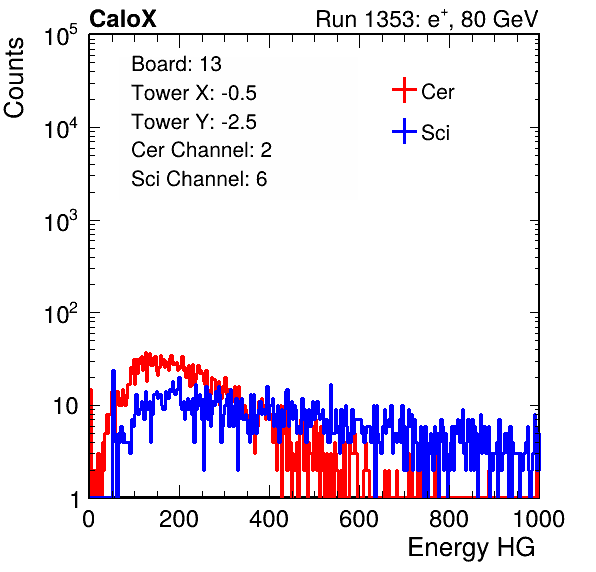 CaloX Run 1353: e⁺, 80 GeV
Counts
10⁵
10⁴
10³
10²
10
1
Board: 13
Tower X: -0.5
Tower Y: -2.5
Cer Channel: 2
Sci Channel: 6
Cer
Sci
0 200 400 600 800 1000
Energy HG